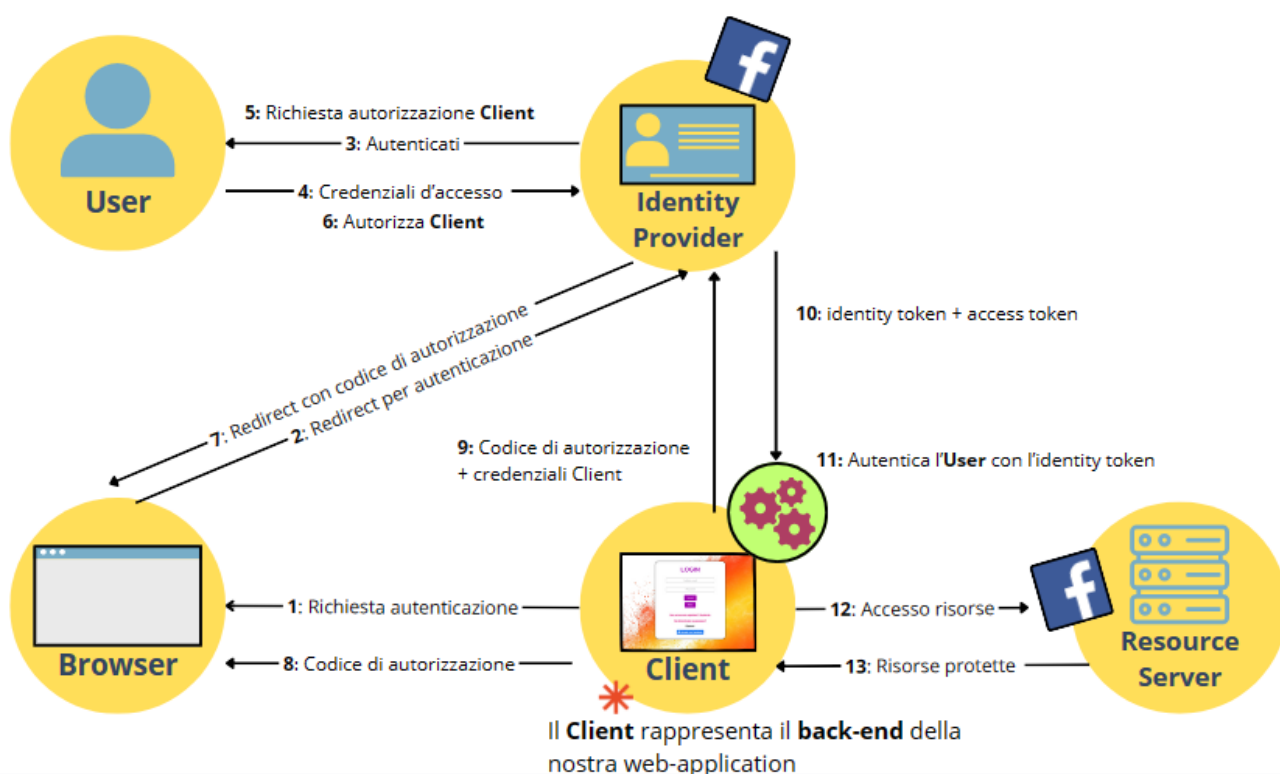 5: Richiesta autorizzazione Client
3: Autenticati
4: Credenziali d'accesso
6: Autorizza Client
User
Identity
Provider
10: identity token + access token
7: Redirect con codice di autorizzazione
2: Redirect per autenticazione
9: Codice di autorizzazione
+ credenziali Client
11: Autentica l'User con l'identity token
LOGIN
1: Richiesta autenticazione
12: Accesso risorse
8: Codice di autorizzazione
13: Risorse protette
Browser
Client
Resource
Server
Il Client rappresenta il back-end della
nostra web-application